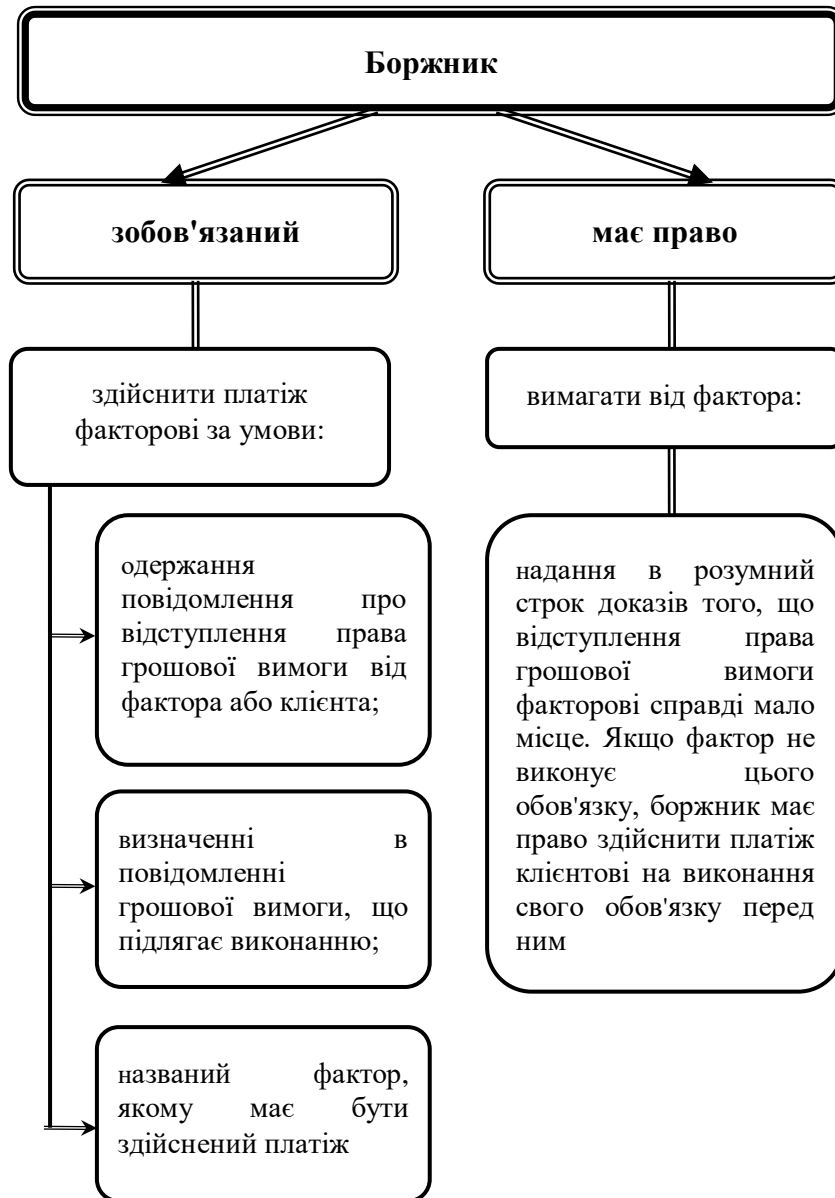 Боржник
зобов'язаний
має право
здійснити платіж
факторові за умови:
вимагати від фактора:
одержання
повідомлення про
відступлення права
грошової вимоги від
фактора або клієнта;
визначенні в
повідомленні
грошової вимоги, що
підлягає виконанню;
названий фактор,
якому має бути
здійснений платіж
надання в розумний
строк доказів того, що
відступлення права
грошової вимоги
факторові справді мало
місце. Якщо фактор не
виконує цього
обов'язку, боржник має
право здійснити платіж
клієнтові на виконання
свого обов'язку перед
ним